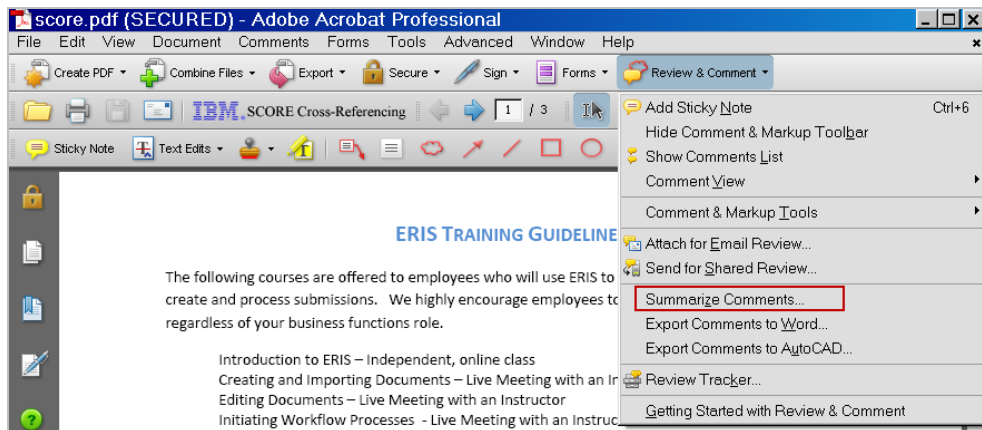 score.pdf (SECURED) - Adobe Acrobat Professional
File Edit View Document Comments Forms Tools Advanced Window Help
Create PDF Combine Files Export Secure Sign Forms Review & Comment
IBM. SCORE Cross-Referencing 1 / 3
Sticky Note Text Edits
Add Sticky Note Ctrl+6
Hide Comment & Markup Toolbar
Show Comments List
Comment View
Comment & Markup Tools
Attach for Email Review...
Send for Shared Review...
Summarize Comments...
Export Comments to Word...
Export Comments to AutoCAD...
Review Tracker...
Getting Started with Review & Comment
ERIS TRAINING GUIDELINE
The following courses are offered to employees who will use ERIS to
create and process submissions. We highly encourage employees to
regardless of your business functions role.
Introduction to ERIS – Independent, online class
Creating and Importing Documents – Live Meeting with an Ir
Editing Documents – Live Meeting with an Instructor
Initiating Workflow Processes - Live Meeting with an Instruc